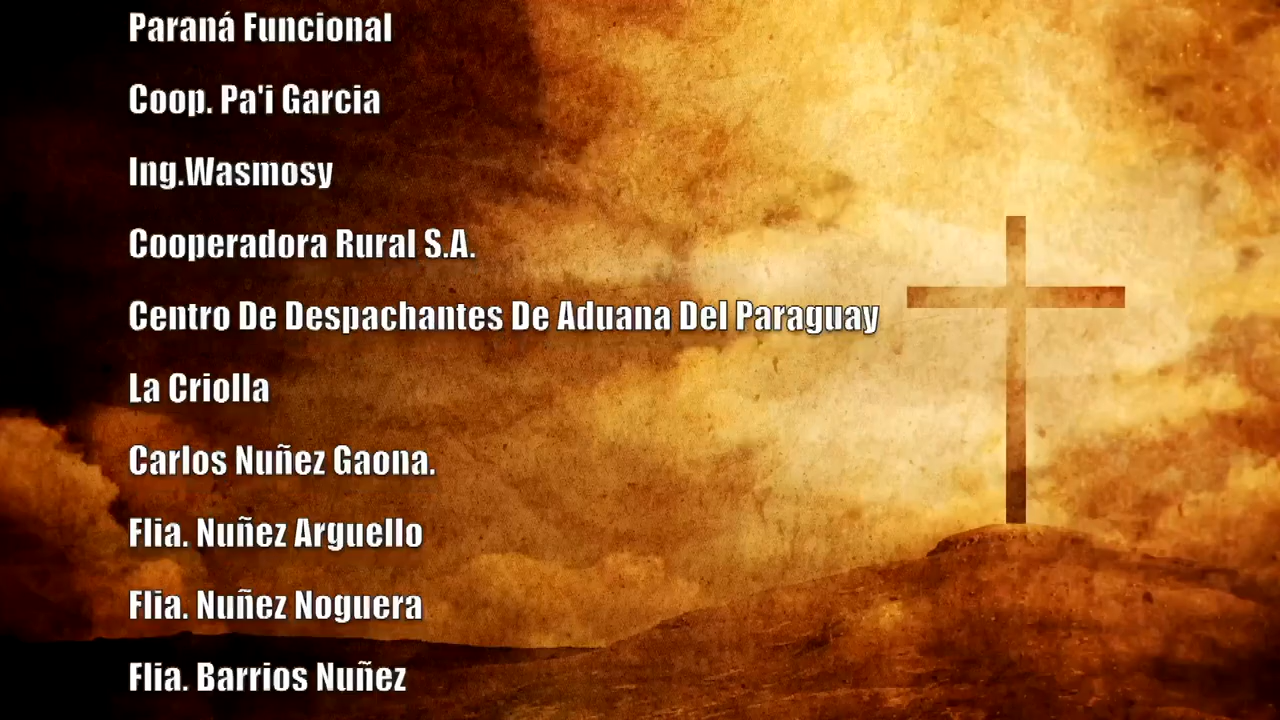 Paraná Funcional
Coop. Pa'i Garcia
Ing.Wasmosy
Cooperadora Rural S.A.
Centro De Despachantes De Aduana Del Paraguay
La Criolla
Carlos Nuñez Gaona.
Flia. Nuñez Arguello
Flia. Nuñez Noguera
Flia. Barrios Nuñez